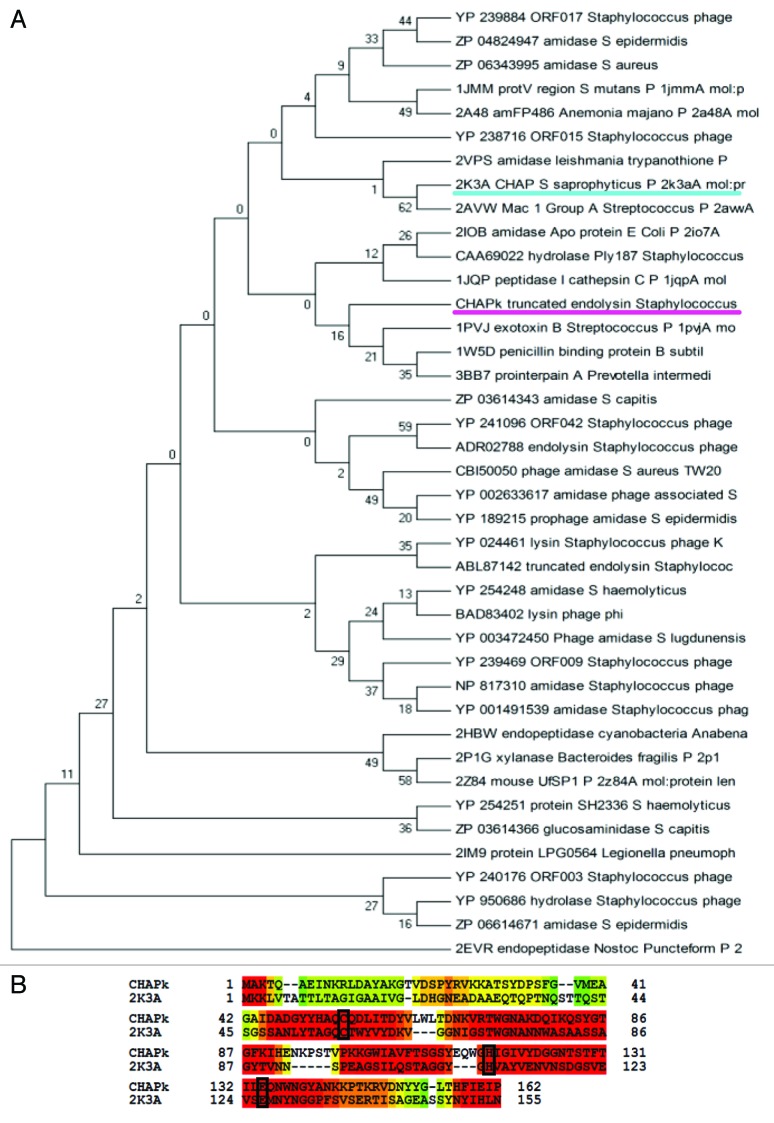 A
YP 239884 ORF017 Staphylococcus phage
44
ZP 04824947 amidase S epidermidis
33
ZP 06343995 amidase S aureus
9
1JMM protV region S mutans P 1jmmA mol:p
4
2A48 amFP486 Anemonia majano P 2a48A mol
49
YP 238716 ORF015 Staphylococcus phage
0
2VPS amidase leishmania trypanothione P
2K3A CHAP S saprophyticus P 2k3aA mol:pr
1
2AVW Mac 1 Group A Streptococcus P 2avwA
62
0
2IOB amidase Apo protein E Coli P 2io7A
26
CAA69022 hydrolase Ply187 Staphylococcus
12
1JQP peptidase I cathepsin C P 1jqpA mol
0
CHAPk truncated endolysin Staphylococcus
0
1PVJ exotoxin B Streptococcus P 1pvjA mo
16
1W5D penicillin binding protein B subtil
21
3BB7 prointerpain A Prevotella intermedi
35
ZP 03614343 amidase S capitis
YP 241096 ORF042 Staphylococcus phage
59
0
ADR02788 endolysin Staphylococcus phage
0
CBI50050 phage amidase S aureus TW20
2
YP 002633617 amidase phage associated S
49
YP 189215 prophage amidase S epidermidis
20
YP 024461 lysin Staphylococcus phage K
35
ABL87142 truncated endolysin Staphylococ
YP 254248 amidase S haemolyticus
13
2
BAD83402 lysin phage phi
24
2
YP 003472450 Phage amidase S lugdunensis
29
YP 239469 ORF009 Staphylococcus phage
NP 817310 amidase Staphylococcus phage
37
YP 001491539 amidase Staphylococcus phag
18
27
2HBW endopeptidase cyanobacteria Anabena
2P1G xylanase Bacteroides fragilis P 2p1
49
2Z84 mouse UfSP1 P 2z84A mol:protein len
58
11
YP 254251 protein SH2336 S haemolyticus
ZP 03614366 glucosaminidase S capitis
36
2IM9 protein LPG0564 Legionella pneumoph
YP 240176 ORF003 Staphylococcus phage
YP 950686 hydrolase Staphylococcus phage
27
ZP 06614671 amidase S epidermidis
16
2EVR endopeptidase Nostoc Puncteform P 2
B
CHAPk 1 MAKTQ--AEINKRLDAYAKGTVDSPYRVKKATSYDPSFG--VMEA 41
2K3A 1 MKKLVTATTLTAGIGAAIVG-LDHGNEADAAEQTQPTNQSTTQST 44
CHAPk 42 GAIDADGYYHAQCQDLITDYVLWLTDNKVRTWGNAKDQIKQSYGT 86
2K3A 45 SGSSANLYTAGQCTWYVYDKV---GGNIGSTWGNANNWASAASSA 86
CHAPk 87 GFKIHENKPSTVPKKGWIAVFTSGSYEQWGHIGIVYDGGNTSTFT 131
2K3A 87 GYTVNN-----SPEAGSILQSTAGGY---GHVAYVENVNSDGSVE 123
CHAPk 132 ILEQNWNGYANKKPTKRVDNYYG-LTHFIEIP 162
2K3A 124 VSEMNYNGGPFSVSERTISAGEASSYNYIHLN 155